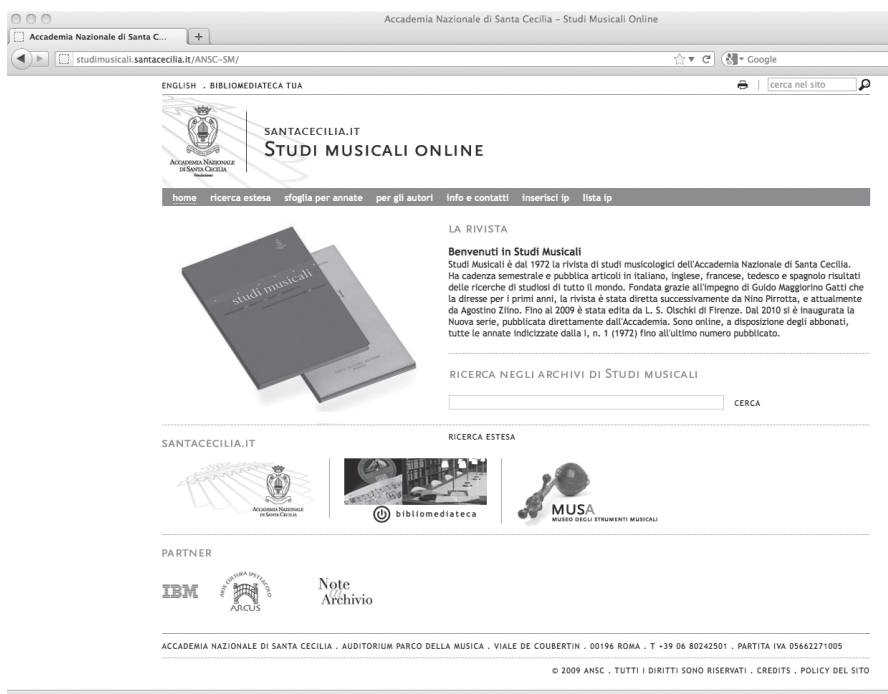 Accademia Nazionale di Santa Cecilia – Studi Musicali Online
Accademia Nazionale di Santa C...
studimusicali.santacecilia.it/ANSC-SM/
Google
ENGLISH . BIBLIOMEDIATECA TUA
cerca nel sito
ACCADEMIA NAZIONALE
DI SANTA CECILIA
Fondazione
SANTACECILIA.IT
STUDI MUSICALI ONLINE
home ricerca estesa sfoglia per annate per gli autori info e contatti inserisci ip lista ip
studi musicali
LA RIVISTA
Benvenuti in Studi Musicali
Studi Musicali è dal 1972 la rivista di studi musicologici dell'Accademia Nazionale di Santa Cecilia.
Ha cadenza semestrale e pubblica articoli in italiano, inglese, francese, tedesco e spagnolo risultati
delle ricerche di studiosi di tutto il mondo. Fondata grazie all'impegno di Guido Maggiorino Gatti che
la diresse per i primi anni, la rivista è stata diretta successivamente da Nino Pirrotta, e attualmente
da Agostino Ziino. Fino al 2009 è stata edita da L. S. Olschki di Firenze. Dal 2010 si è inaugurata la
Nuova serie, pubblicata direttamente dall'Accademia. Sono online, a disposizione degli abbonati,
tutte le annate indicizzate dalla I, n. 1 (1972) fino all'ultimo numero pubblicato.
RICERCA NEGLI ARCHIVI DI STUDI MUSICALI
CERCA
RICERCA ESTESA
SANTACECILIA.IT
ACCADEMIA NAZIONALE
DI SANTA CECILIA
bibliomediateca
MUSA
MUSEO DEGLI STRUMENTI MUSICALI
PARTNER
IBM
ARTE CULTURA SPETTACOLO
ARCUS
Note
in
Archivio
ACCADEMIA NAZIONALE DI SANTA CECILIA . AUDITORIUM PARCO DELLA MUSICA . VIALE DE COUBERTIN . 00196 ROMA . T +39 06 80242501 . PARTITA IVA 05662271005
© 2009 ANSC . TUTTI I DIRITTI SONO RISERVATI . CREDITS . POLICY DEL SITO